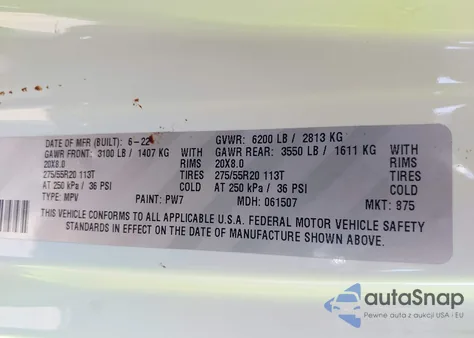 DATE OF MFR (BUILT): 6-22 GVWR: 6200 LB / 2813 KG
GAWR FRONT: 3100 LB / 1407 KG WITH GAWR REAR: 3550 LB / 1611 KG WITH
20X8.0 RIMS 20X8.0 RIMS
275/55R20 113T TIRES 275/55R20 113T TIRES
AT 250 kPa / 36 PSI COLD AT 250 kPa / 36 PSI COLD
TYPE: MPV PAINT: PW7 MDH: 061507 MKT: 875
THIS VEHICLE CONFORMS TO ALL APPLICABLE U.S.A. FEDERAL MOTOR VEHICLE SAFETY
STANDARDS IN EFFECT ON THE DATE OF MANUFACTURE SHOWN ABOVE.
autoSnap
Pewne auta z aukcji USA i EU